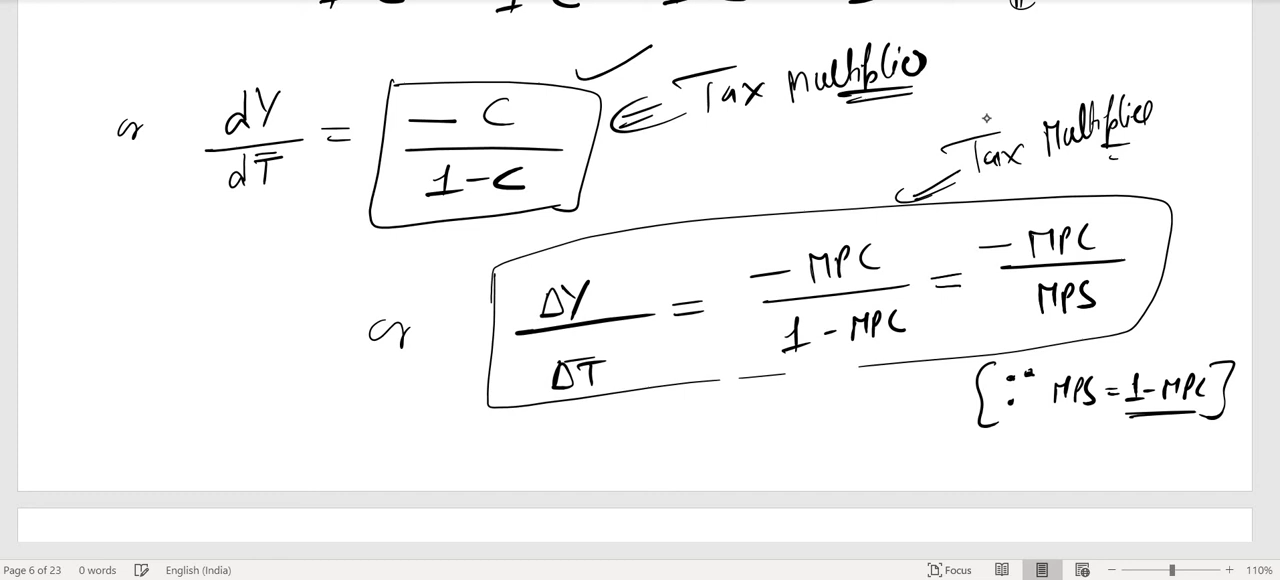 or dY/dT̅ = - C / 1-C ⇐ Tax Multiplier
Tax Multiplier
or ΔY/ΔT̅ = - MPC / 1 - MPC = - MPC / MPS
{∵ MPS = 1-MPC}
Page 6 of 23 0 words English (India) Focus 110%